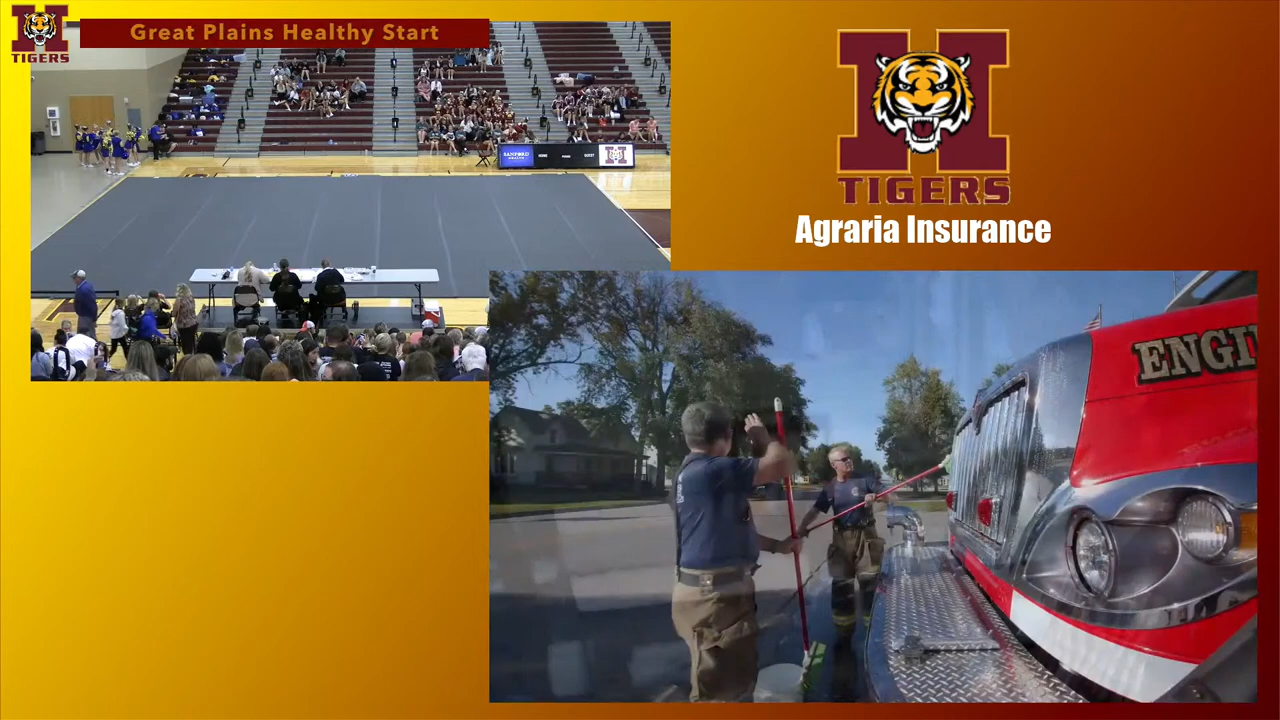 H
TIGERS
Great Plains Healthy Start
SANFORD
HEALTH
HOME
GUEST
H
H
TIGERS
Agraria Insurance
ENGI